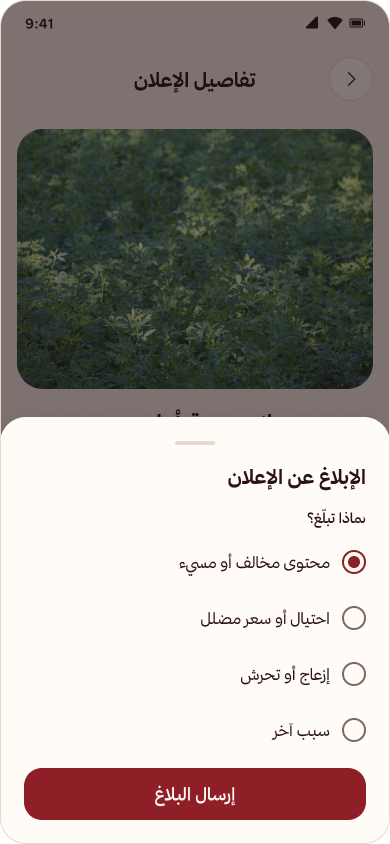 9:41
تفاصيل الإعلان
الإبلاغ عن الإعلان
بماذا تبلّغ؟
محتوى مخالف أو مسيء
احتيال أو سعر مضلل
إزعاج أو تحرش
سبب آخر
إرسال البلاغ